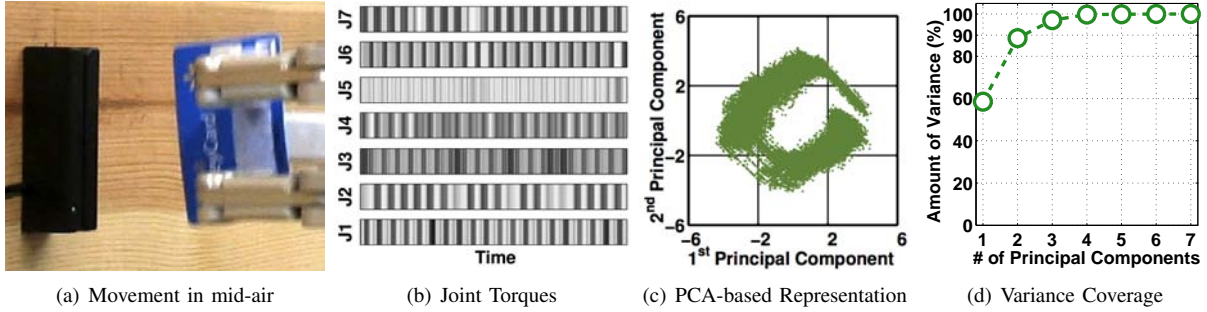 J7
J6
J5
J4
J3
J2
J1
Time
6
2
-2
-6
-6
-2
2
6
2nd Principal Component
1st Principal Component
100
90
80
60
40
20
0
1 2 3 4 5 6 7
Amount of Variance (%)
# of Principal Components
(a) Movement in mid-air
(b) Joint Torques
(c) PCA-based Representation
(d) Variance Coverage